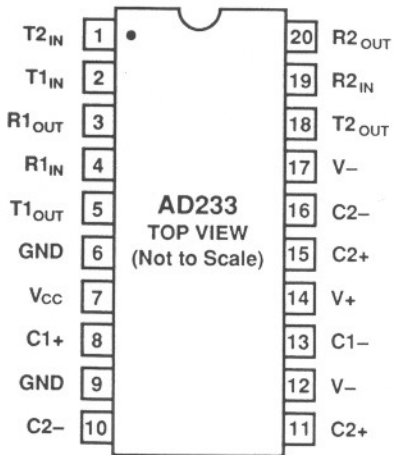 T2IN 1 20 R2OUT
T1IN 2 19 R2IN
R1OUT 3 18 T2OUT
R1IN 4 17 V–
T1OUT 5 16 C2–
GND 6 15 C2+
VCC 7 14 V+
C1+ 8 13 C1–
GND 9 12 V–
C2– 10 11 C2+
AD233
TOP VIEW
(Not to Scale)